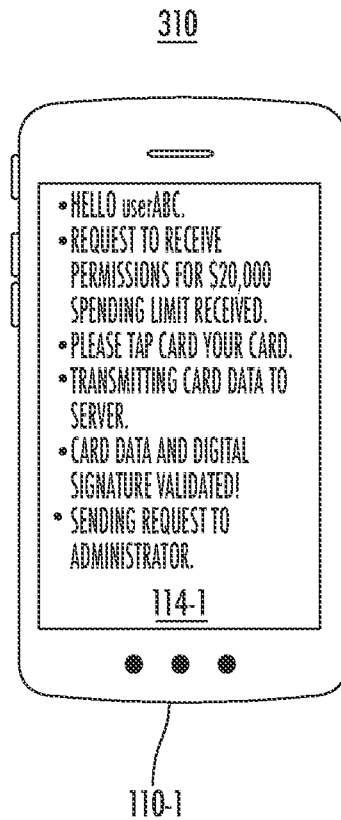 310
• HELLO userABC.
• REQUEST TO RECEIVE
PERMISSIONS FOR $20,000
SPENDING LIMIT RECEIVED.
• PLEASE TAP CARD YOUR CARD.
• TRANSMITTING CARD DATA TO
SERVER.
• CARD DATA AND DIGITAL
SIGNATURE VALIDATED!
• SENDING REQUEST TO
ADMINISTRATOR.
114-1
110-1